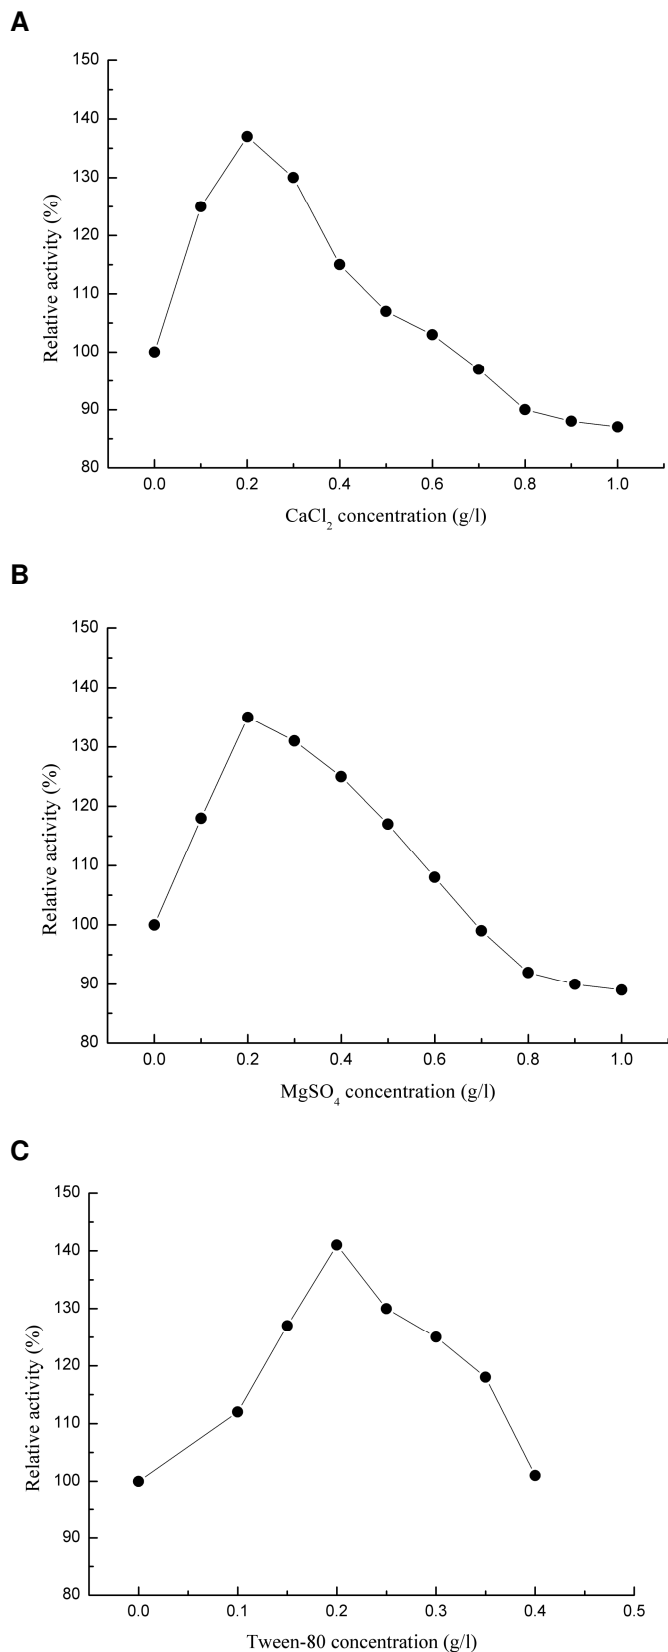 A
150
140
130
120
110
100
90
80
Relative activity (%)
0.0 0.2 0.4 0.6 0.8 1.0
CaCl₂ concentration (g/l)
B
150
140
130
120
110
100
90
80
Relative activity (%)
0.0 0.2 0.4 0.6 0.8 1.0
MgSO₄ concentration (g/l)
C
150
140
130
120
110
100
90
80
Relative activity (%)
0.0 0.1 0.2 0.3 0.4 0.5
Tween-80 concentration (g/l)